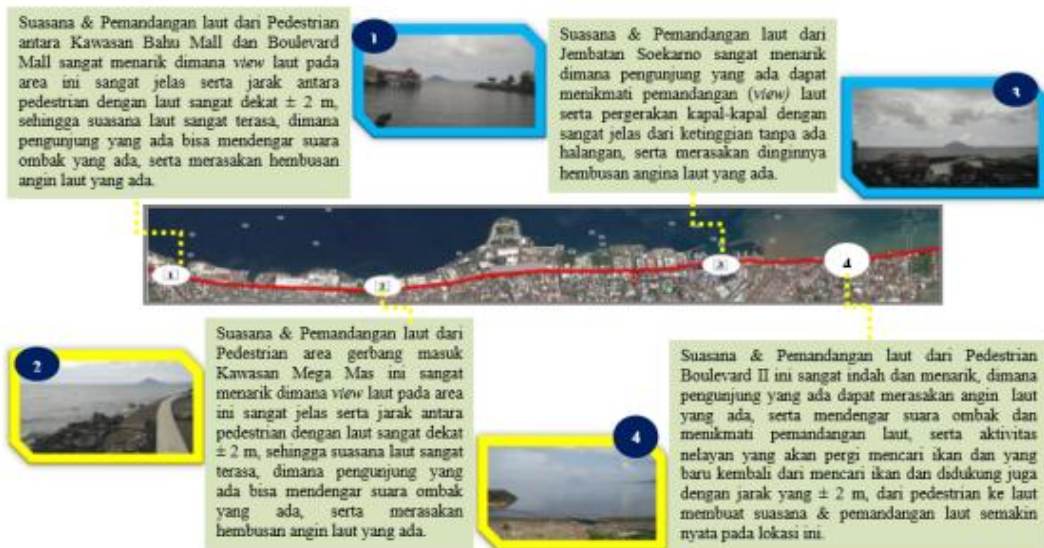 Suasana & Pemandangan laut dari Pedestrian
antara Kawasan Bahu Mall dan Boulevard
Mall sangat menarik dimana view laut pada
area ini sangat jelas serta jarak antara
pedestrian dengan laut sangat dekat ± 2 m,
sehingga suasana laut sangat terasa, dimana
pengunjung yang ada bisa mendengar suara
ombak yang ada, serta merasakan hembusan
angin laut yang ada.
1
Suasana & Pemandangan laut dari
Jembatan Soekarno sangat menarik
dimana pengunjung yang ada dapat
menikmati pemandangan (view) laut
serta pergerakan kapal-kapal dengan
sangat jelas dari ketinggian tanpa ada
halangan, serta merasakan dinginnya
hembusan angina laut yang ada.
3
1
2
3
4
2
Suasana & Pemandangan laut dari
Pedestrian area gerbang masuk
Kawasan Mega Mas ini sangat
menarik dimana view laut pada area
ini sangat jelas serta jarak antara
pedestrian dengan laut sangat dekat
± 2 m, sehingga suasana laut sangat
terasa, dimana pengunjung yang
ada bisa mendengar suara ombak
yang ada, serta merasakan
hembusan angin laut yang ada.
4
Suasana & Pemandangan laut dari Pedestrian
Boulevard II ini sangat indah dan menarik, dimana
pengunjung yang ada dapat merasakan angin laut
yang ada, serta mendengar suara ombak dan
menikmati pemandangan laut, serta aktivitas
nelayan yang akan pergi mencari ikan dan yang
baru kembali dari mencari ikan dan didukung juga
dengan jarak yang ± 2 m, dari pedestrian ke laut
membuat suasana & pemandangan laut semakin
nyata pada lokasi ini.